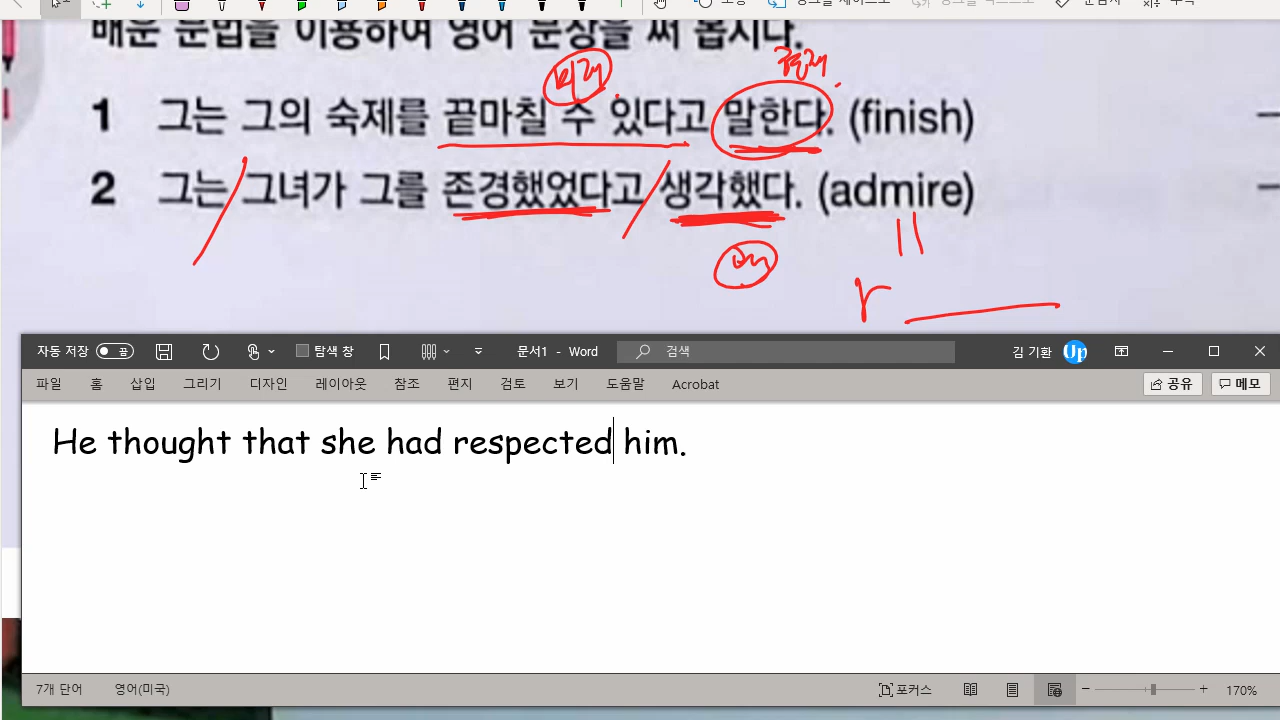 배운 문법을 이용하여 영어 문장을 써 봅시다.
미래 현재
1 그는 그의 숙제를 끝마칠 수 있다고 말한다. (finish)
2 그는 그녀가 그를 존경했었다고 생각했다. (admire)
r
자동 저장 끔 탐색 창 문서1 - Word 검색 김 기환 Up
파일 홈 삽입 그리기 디자인 레이아웃 참조 편지 검토 보기 도움말 Acrobat 공유 메모
He thought that she had respected him.
7개 단어 영어(미국) 포커스 170%